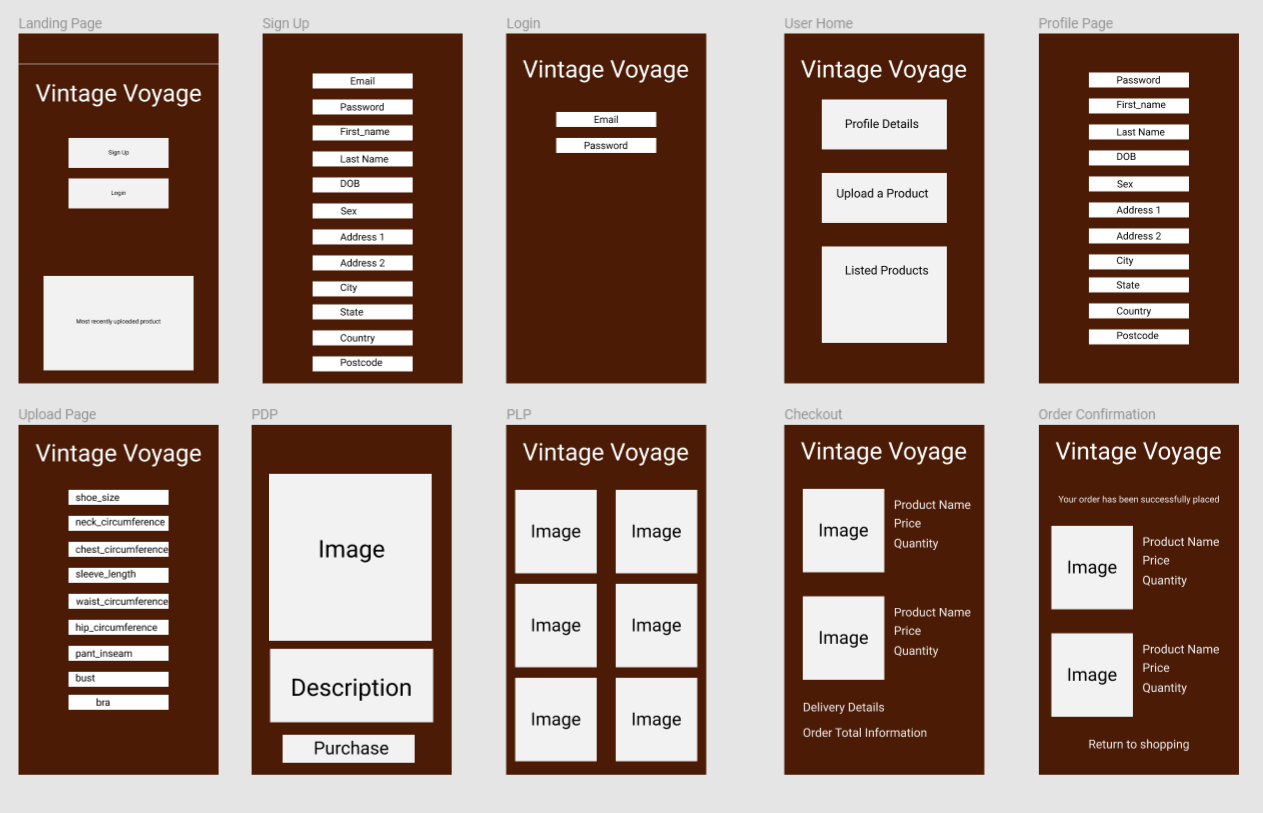 Landing Page
Vintage Voyage
Sign Up
Login
Most recently uploaded product
Sign Up
Email
Password
First_name
Last Name
DOB
Sex
Address 1
Address 2
City
State
Country
Postcode
Login
Vintage Voyage
Email
Password
User Home
Vintage Voyage
Profile Details
Upload a Product
Listed Products
Profile Page
Password
First_name
Last Name
DOB
Sex
Address 1
Address 2
City
State
Country
Postcode
Upload Page
Vintage Voyage
shoe_size
neck_circumference
chest_circumference
sleeve_length
waist_circumference
hip_circumference
pant_inseam
bust
bra
PDP
Image
Description
Purchase
PLP
Vintage Voyage
Image
Image
Image
Image
Image
Image
Checkout
Vintage Voyage
Image
Product Name
Price
Quantity
Image
Product Name
Price
Quantity
Delivery Details
Order Total Information
Order Confirmation
Vintage Voyage
Your order has been successfully placed
Image
Product Name
Price
Quantity
Image
Product Name
Price
Quantity
Return to shopping